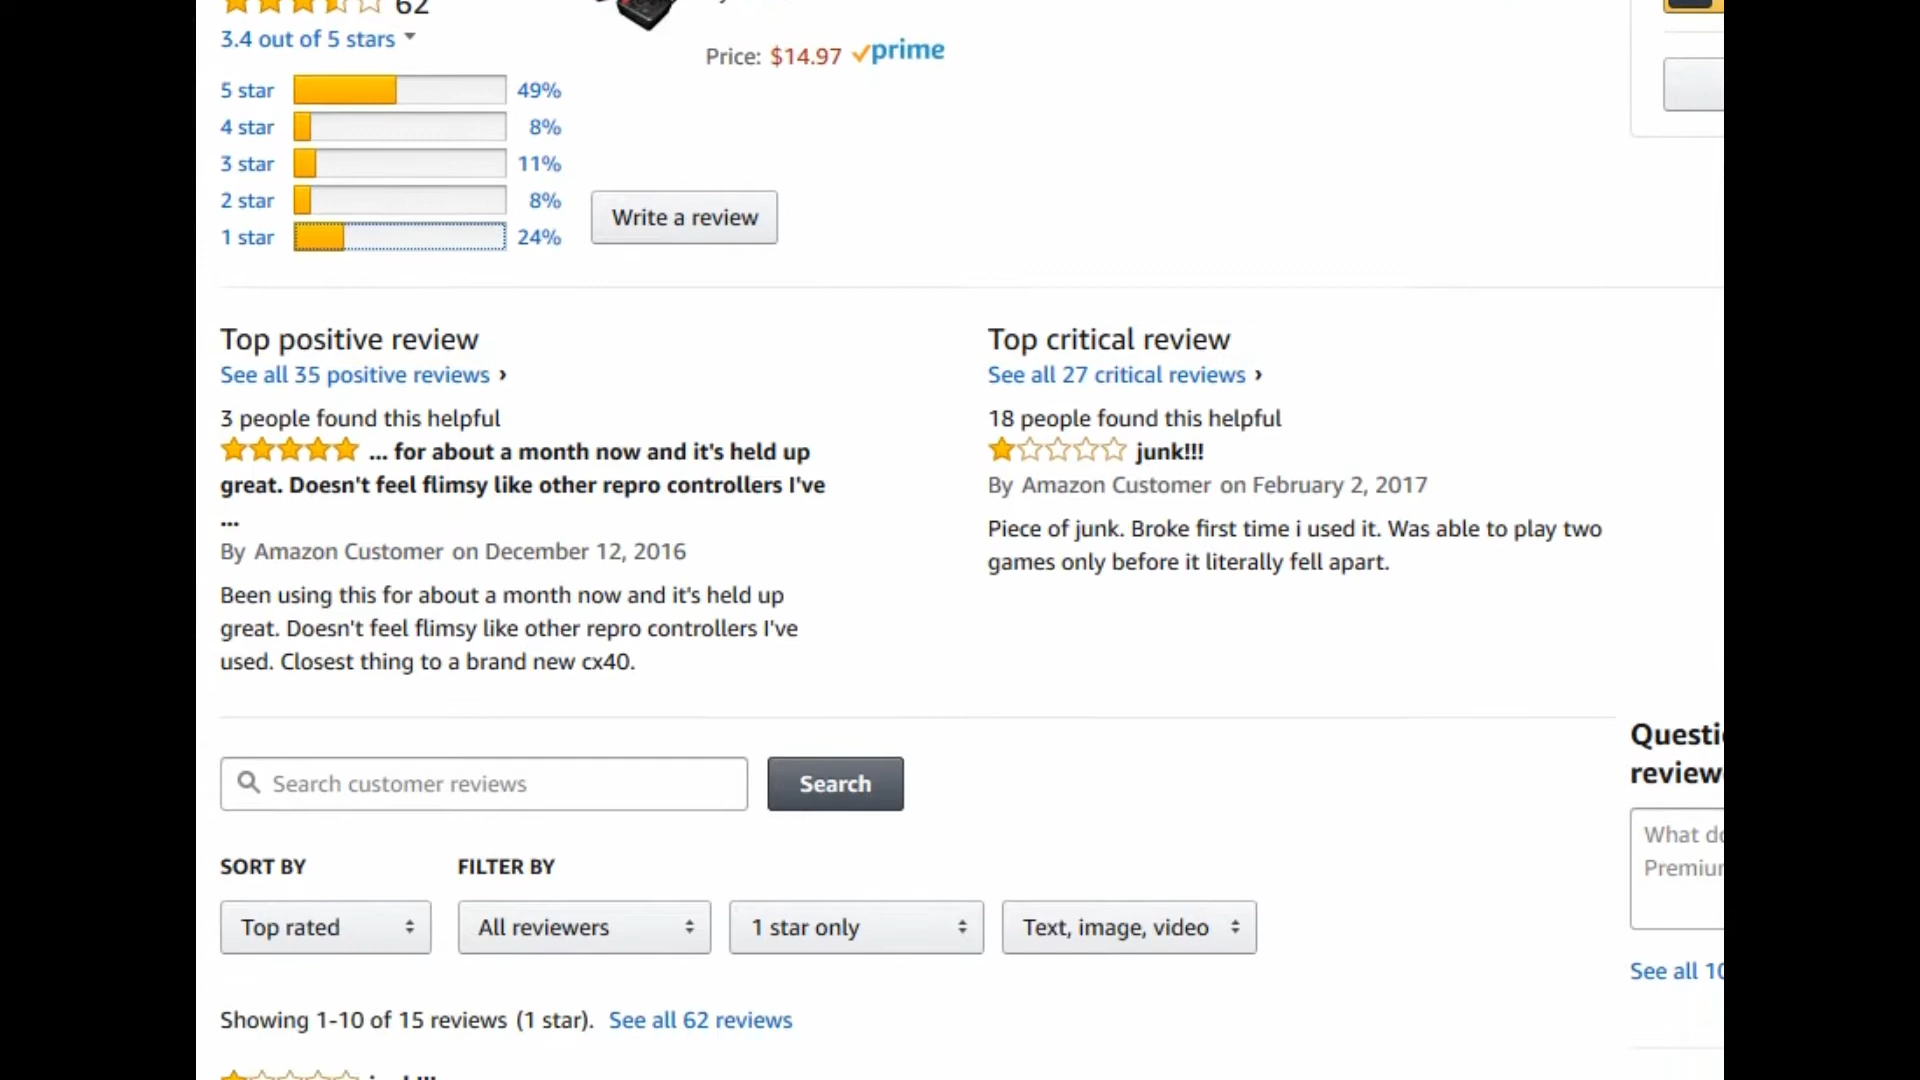 62
3.4 out of 5 stars
Price: $14.97 prime
5 star 49%
4 star 8%
3 star 11%
2 star 8%
1 star 24%
Write a review
Top positive review
See all 35 positive reviews ›
3 people found this helpful
... for about a month now and it's held up
great. Doesn't feel flimsy like other repro controllers I've
...
By Amazon Customer on December 12, 2016
Been using this for about a month now and it's held up
great. Doesn't feel flimsy like other repro controllers I've
used. Closest thing to a brand new cx40.
Top critical review
See all 27 critical reviews ›
18 people found this helpful
junk!!!
By Amazon Customer on February 2, 2017
Piece of junk. Broke first time i used it. Was able to play two
games only before it literally fell apart.
Search customer reviews
Search
SORT BY
FILTER BY
Top rated
All reviewers
1 star only
Text, image, video
Showing 1-10 of 15 reviews (1 star). See all 62 reviews
What
See all